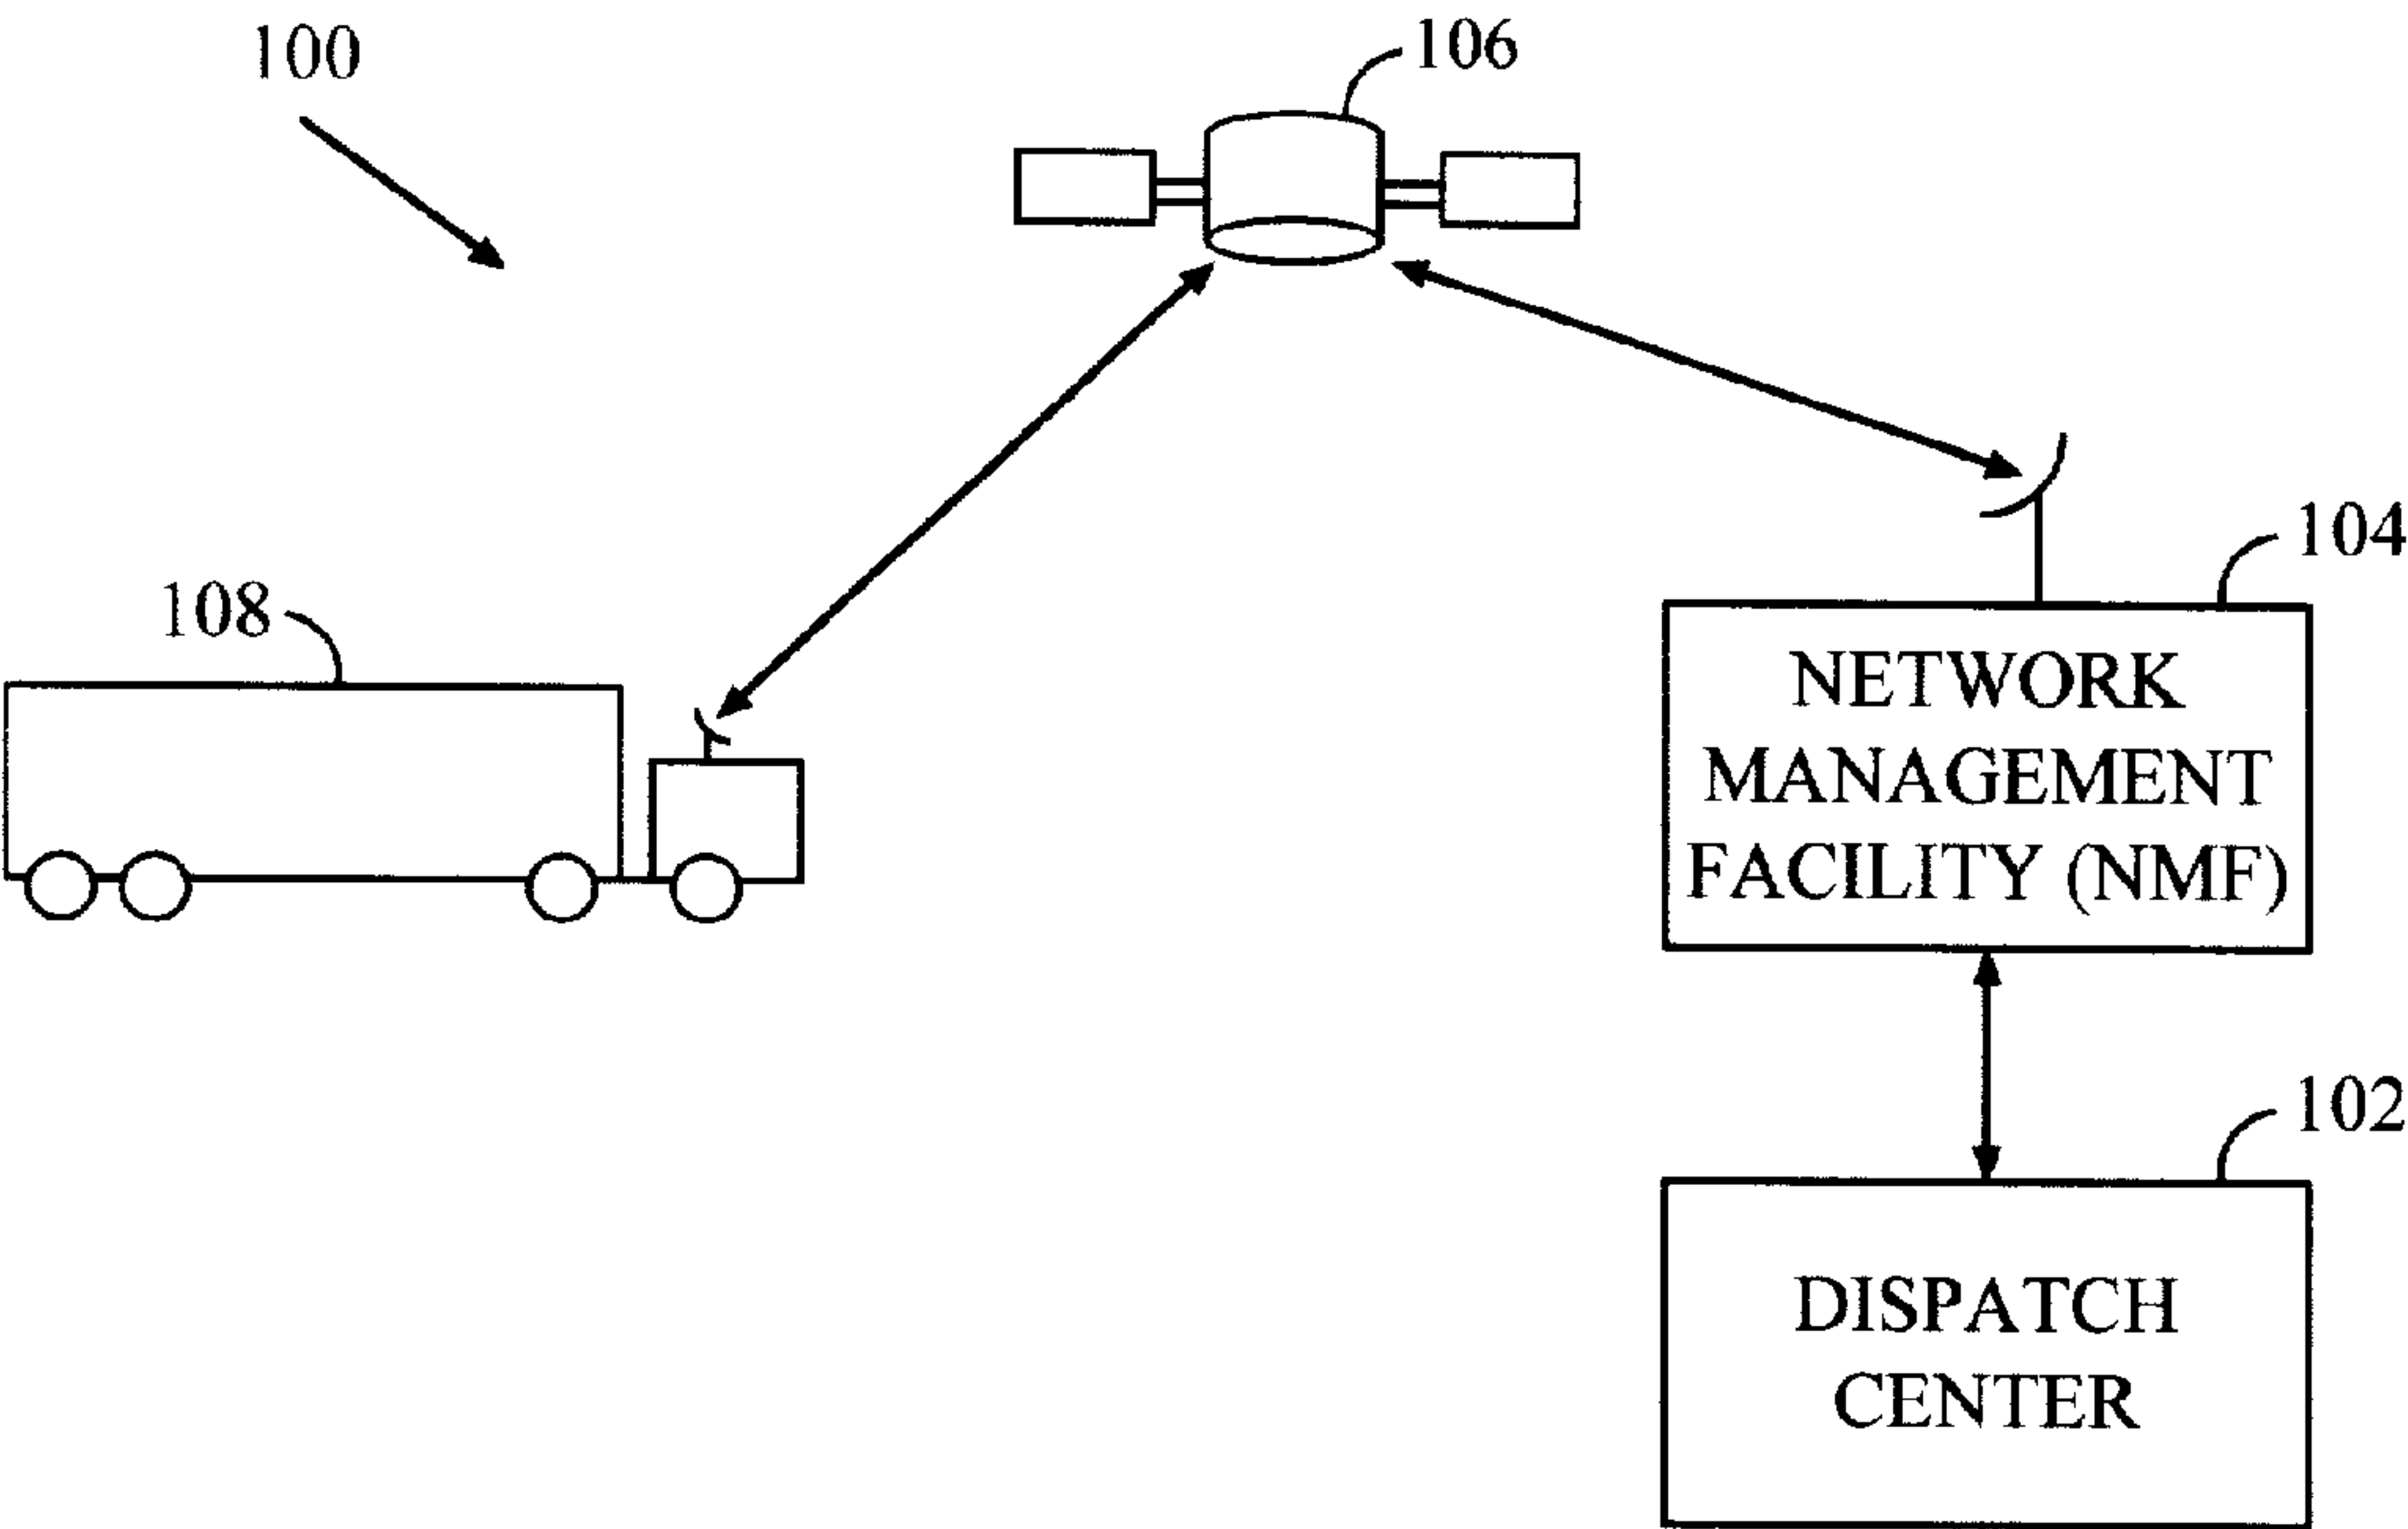 100
106
104
108
NETWORK
MANAGEMENT
FACILITY (NMF)
102
DISPATCH
CENTER